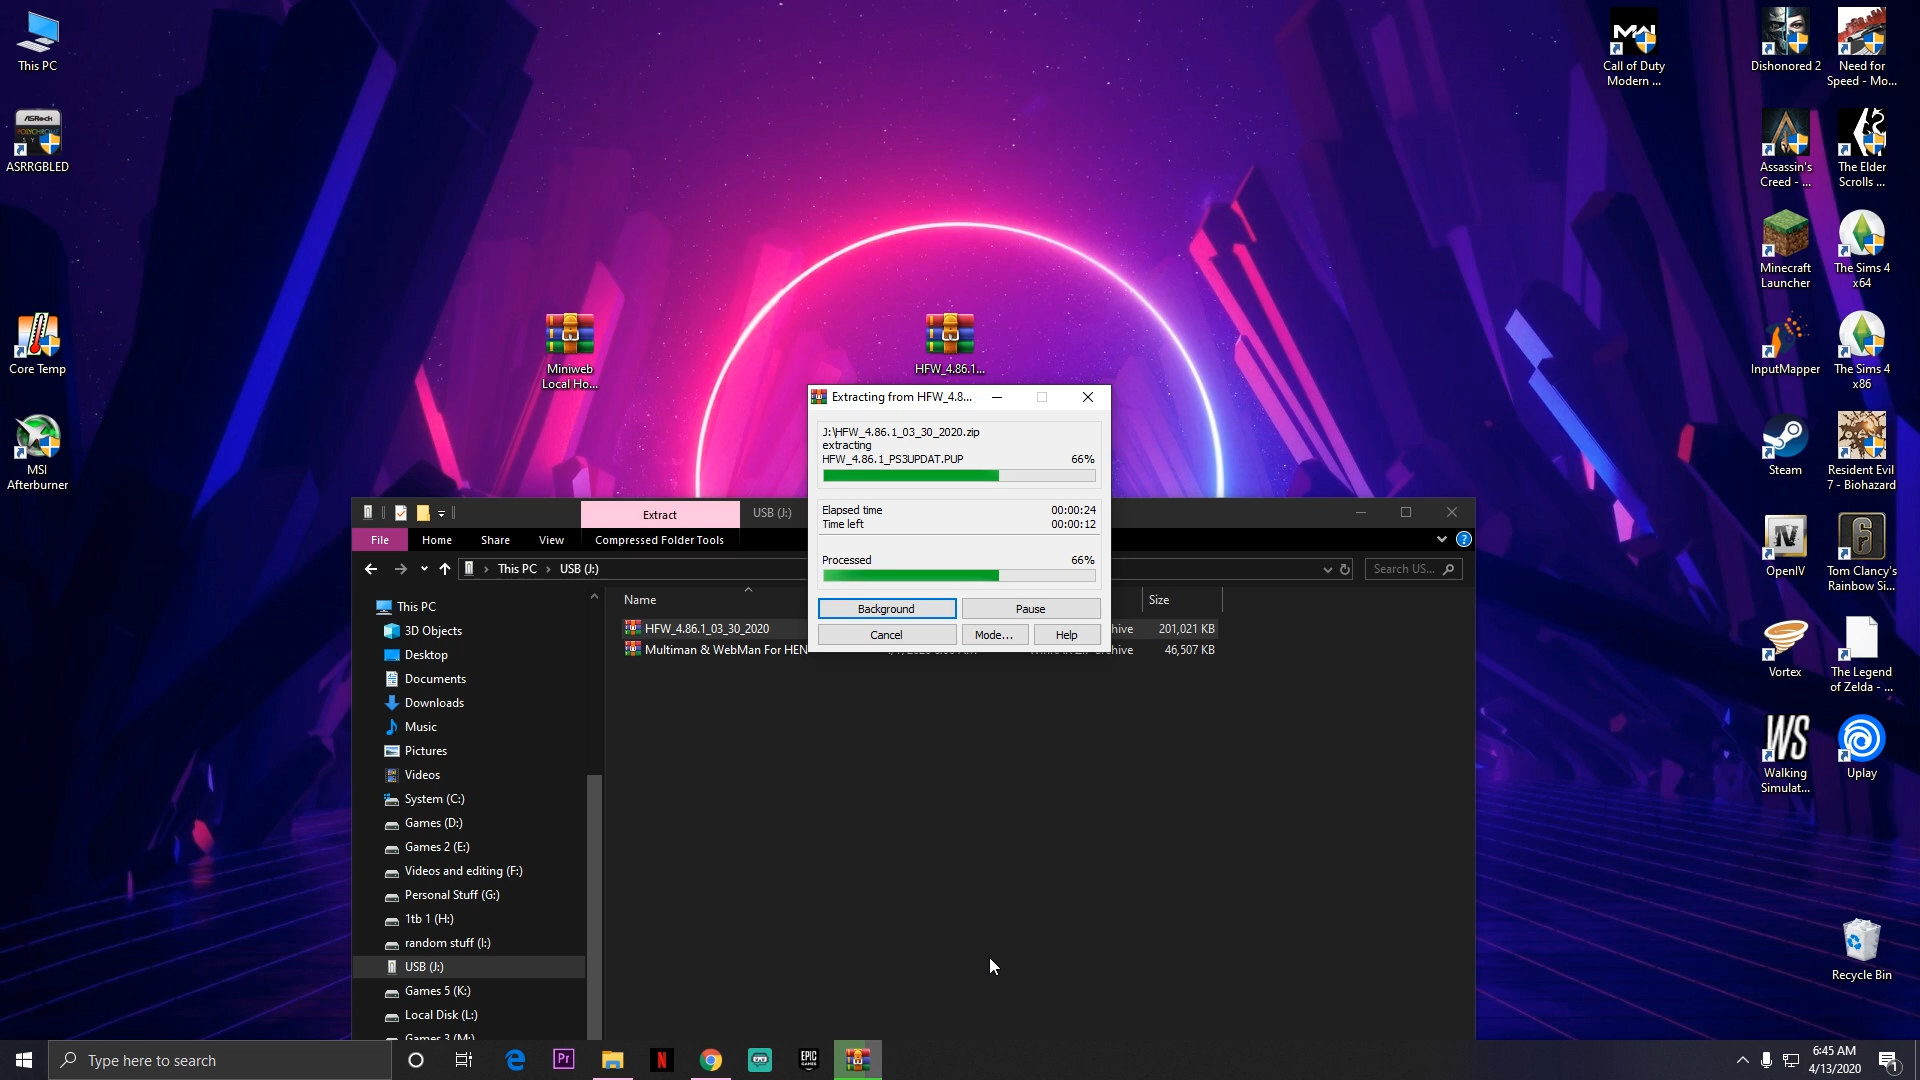 This PC
ASRock
ASRRGBLED
Core Temp
MSI
Afterburner
Miniweb
Local Ho...
HFW_4.86.1...
Call of Duty
Modern ...
Dishonored 2
Need for
Speed - Mo...
Assassin's
Creed - ...
The Elder
Scrolls ...
Minecraft
Launcher
The Sims 4
x64
InputMapper
The Sims 4
x86
Steam
Resident Evil
7 - Biohazard
OpenIV
Tom Clancy's
Rainbow Si...
Vortex
The Legend
of Zelda - ...
WS
Walking
Simulat...
Uplay
Recycle Bin
Extracting from HFW_4.8...
J:\HFW_4.86.1_03_30_2020.zip
extracting
HFW_4.86.1_PS3UPDAT.PUP 66%
Elapsed time 00:00:24
Time left 00:00:12
Processed 66%
Background Pause
Cancel Mode... Help
Extract USB (J:)
File Home Share View Compressed Folder Tools
This PC USB (J:) Search US...
Name Size
HFW_4.86.1_03_30_2020 201,021 KB
Multiman & WebMan For HEN 46,507 KB
This PC
3D Objects
Desktop
Documents
Downloads
Music
Pictures
Videos
System (C:)
Games (D:)
Games 2 (E:)
Videos and editing (F:)
Personal Stuff (G:)
1tb 1 (H:)
random stuff (I:)
USB (J:)
Games 5 (K:)
Local Disk (L:)
Games 3 (M:)
Type here to search
Pr
N
EPIC
GAMES
6:45 AM
4/13/2020
1